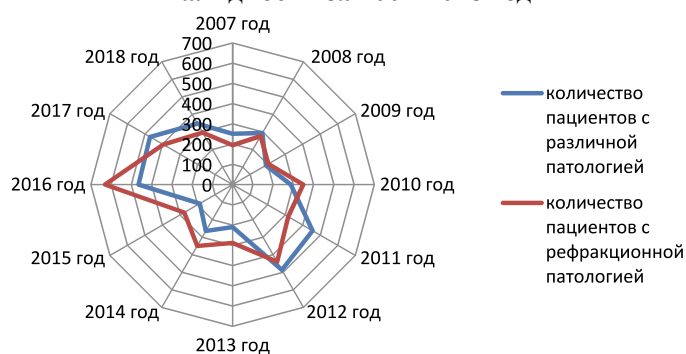 2007 год
2018 год
2008 год
700
600
500
400
300
200
100
0
2017 год
2009 год
2016 год
2010 год
2015 год
2011 год
2014 год
2012 год
2013 год
количество
пациентов с
различной
патологией
количество
пациентов с
рефракционной
патологией